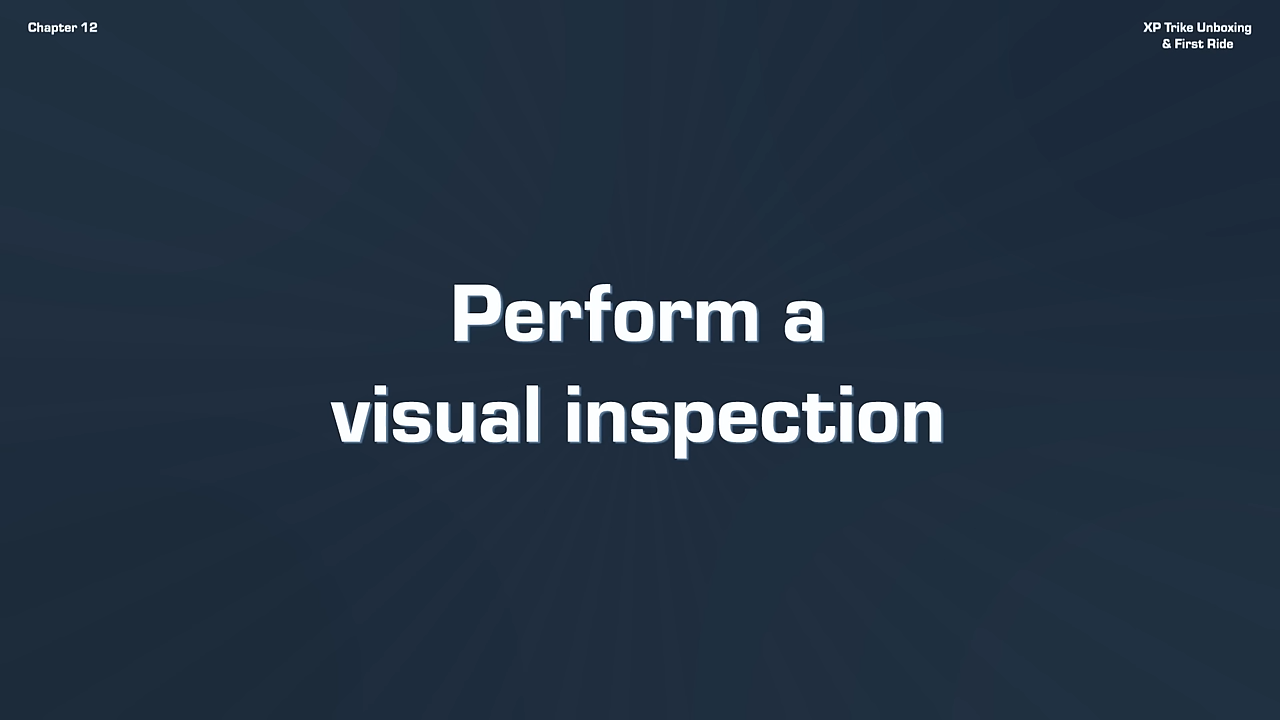 Chapter 12
XP Trike Unboxing
& First Ride
Perform a
visual inspection